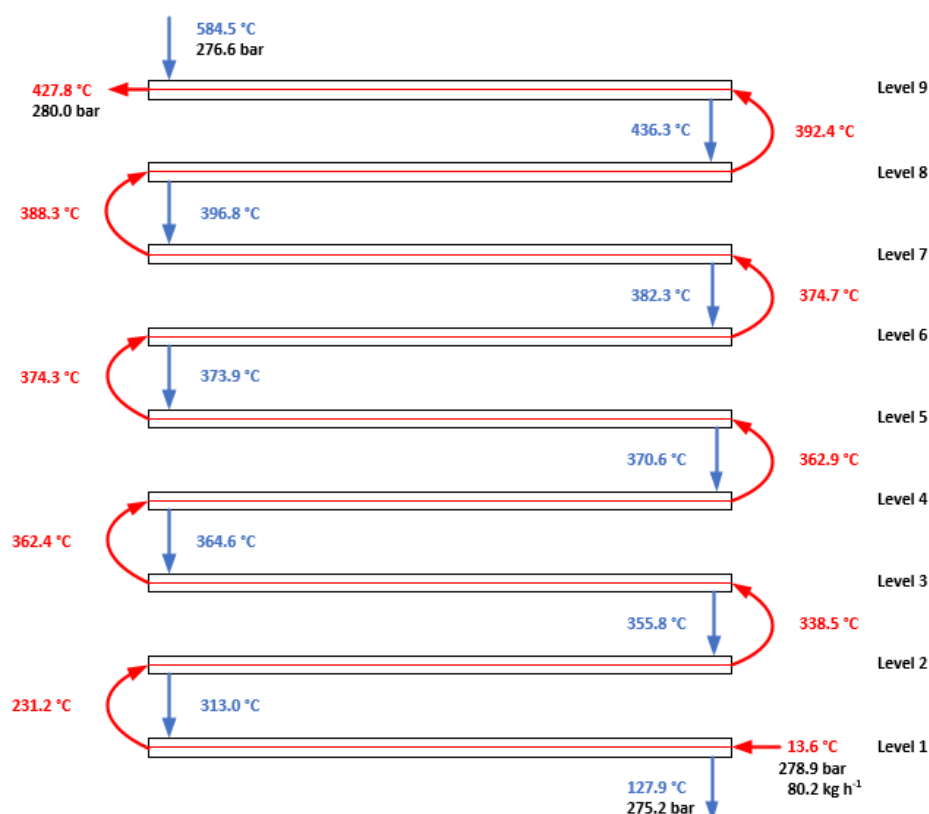 584.5 °C
276.6 bar
427.8 °C
280.0 bar
Level 9
436.3 °C
392.4 °C
Level 8
388.3 °C
396.8 °C
Level 7
382.3 °C
374.7 °C
Level 6
374.3 °C
373.9 °C
Level 5
370.6 °C
362.9 °C
Level 4
362.4 °C
364.6 °C
Level 3
355.8 °C
338.5 °C
Level 2
231.2 °C
313.0 °C
13.6 °C
Level 1
278.9 bar
80.2 kg h⁻¹
127.9 °C
275.2 bar